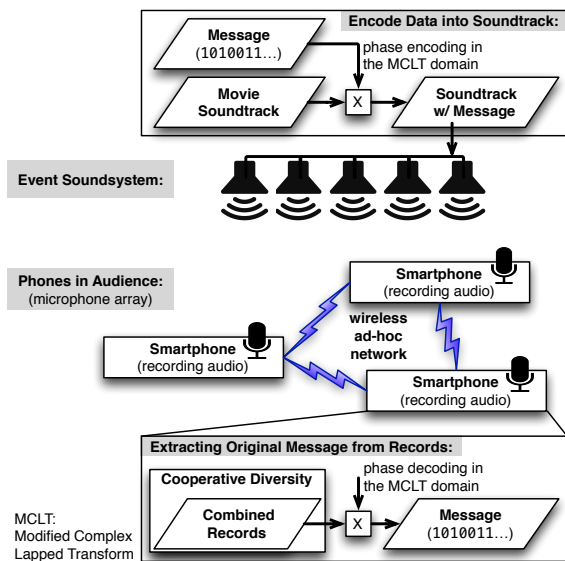 Encode Data into Soundtrack:
Message
(1010011...)
phase encoding in
the MCLT domain
Movie
Soundtrack
X
Soundtrack
w/ Message
Event Soundsystem:
Phones in Audience:
(microphone array)
Smartphone
(recording audio)
wireless
ad-hoc
network
Smartphone
(recording audio)
Smartphone
(recording audio)
Extracting Original Message from Records:
Cooperative Diversity
phase decoding in
the MCLT domain
Combined
Records
X
Message
(1010011...)
MCLT:
Modified Complex
Lapped Transform